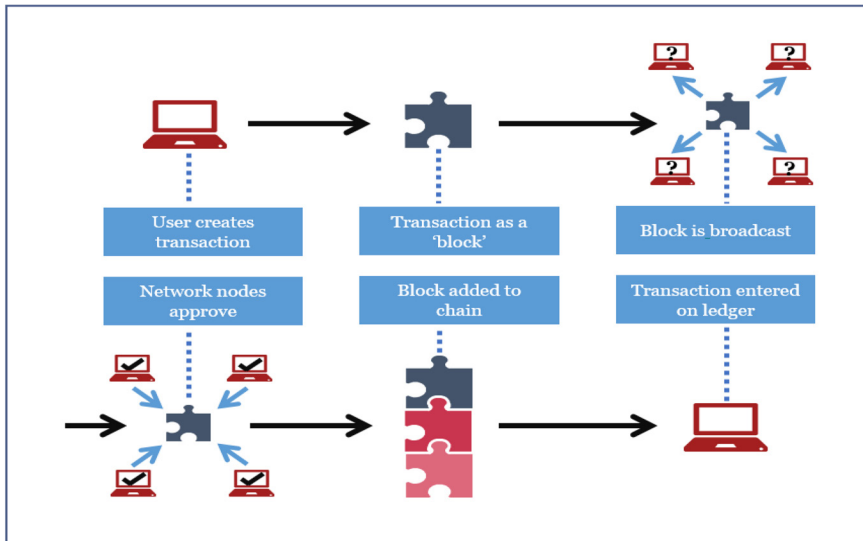 ?
?
?
?
User creates
transaction
Transaction as a
‘block’
Block is broadcast
Network nodes
approve
Block added to
chain
Transaction entered
on ledger